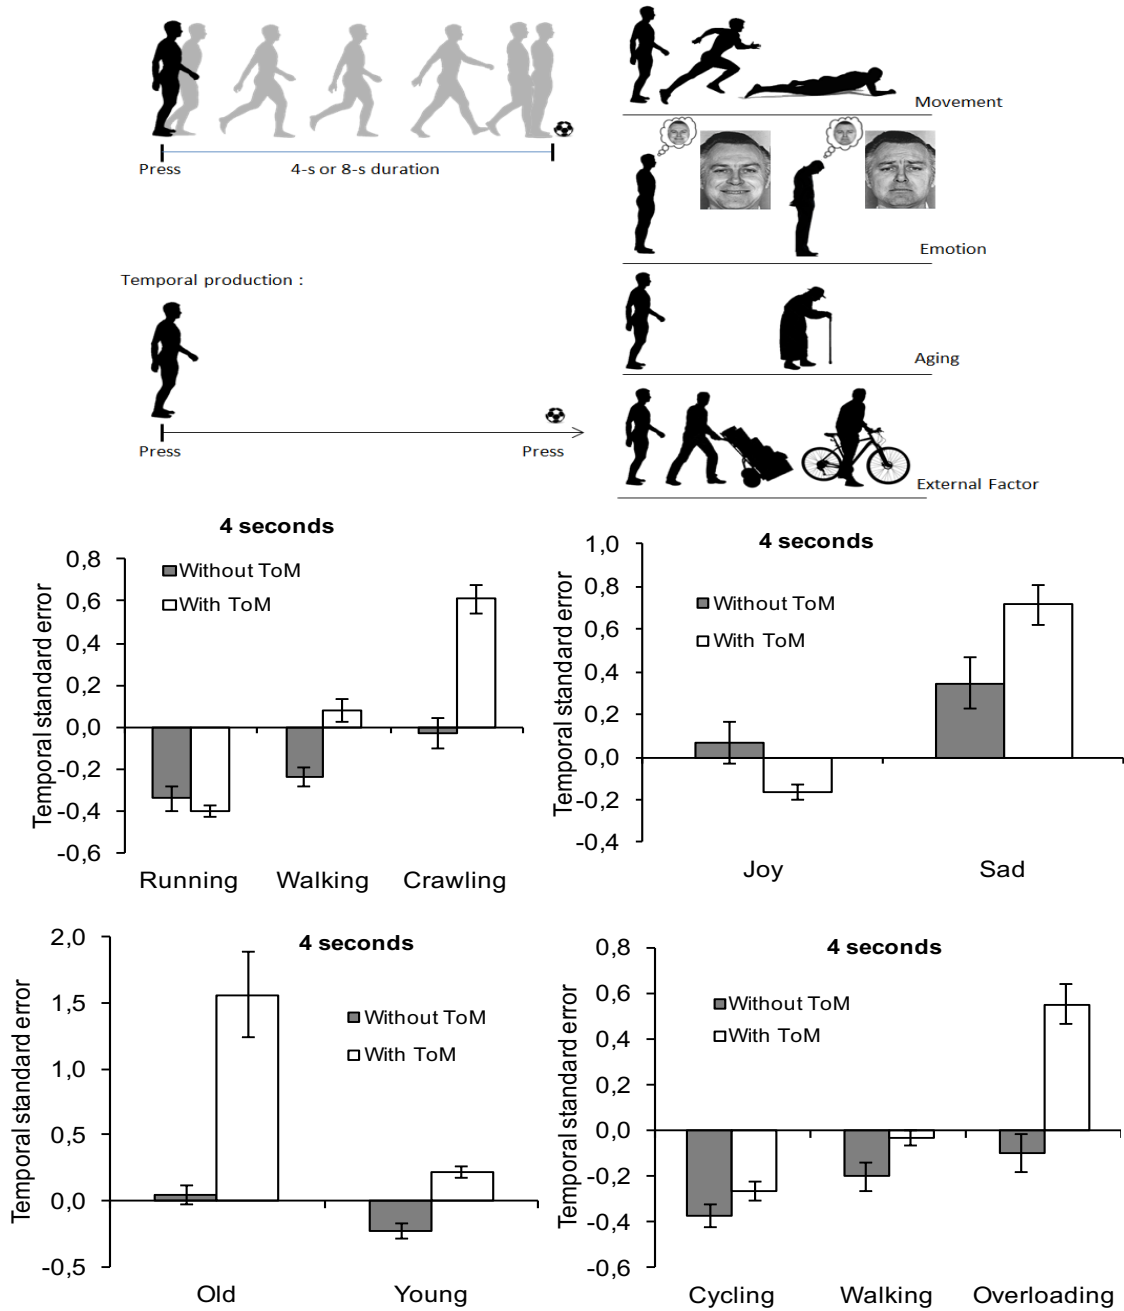 Press
4-s or 8-s duration
Temporal production :
Press
Press
Movement
Emotion
Aging
External Factor
4 seconds
Temporal standard error
0,8
0,6
0,4
0,2
0,0
-0,2
-0,4
-0,6
Without ToM
With ToM
Running Walking Crawling
4 seconds
Temporal standard error
1,0
0,8
0,6
0,4
0,2
0,0
-0,2
-0,4
Without ToM
With ToM
Joy Sad
4 seconds
Temporal standard error
2,0
1,5
1,0
0,5
0,0
-0,5
Without ToM
With ToM
Old Young
4 seconds
Temporal standard error
0,8
0,6
0,4
0,2
0,0
-0,2
-0,4
-0,6
Without ToM
With ToM
Cycling Walking Overloading